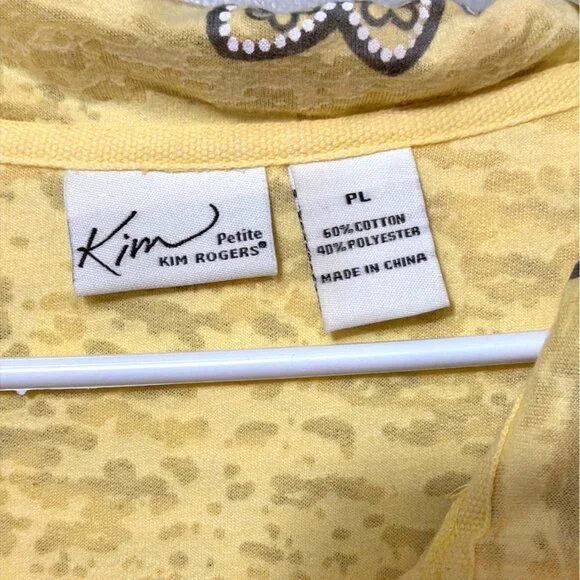 Kim
Petite
KIM ROGERS®
PL
60% COTTON
40% POLYESTER
MADE IN CHINA